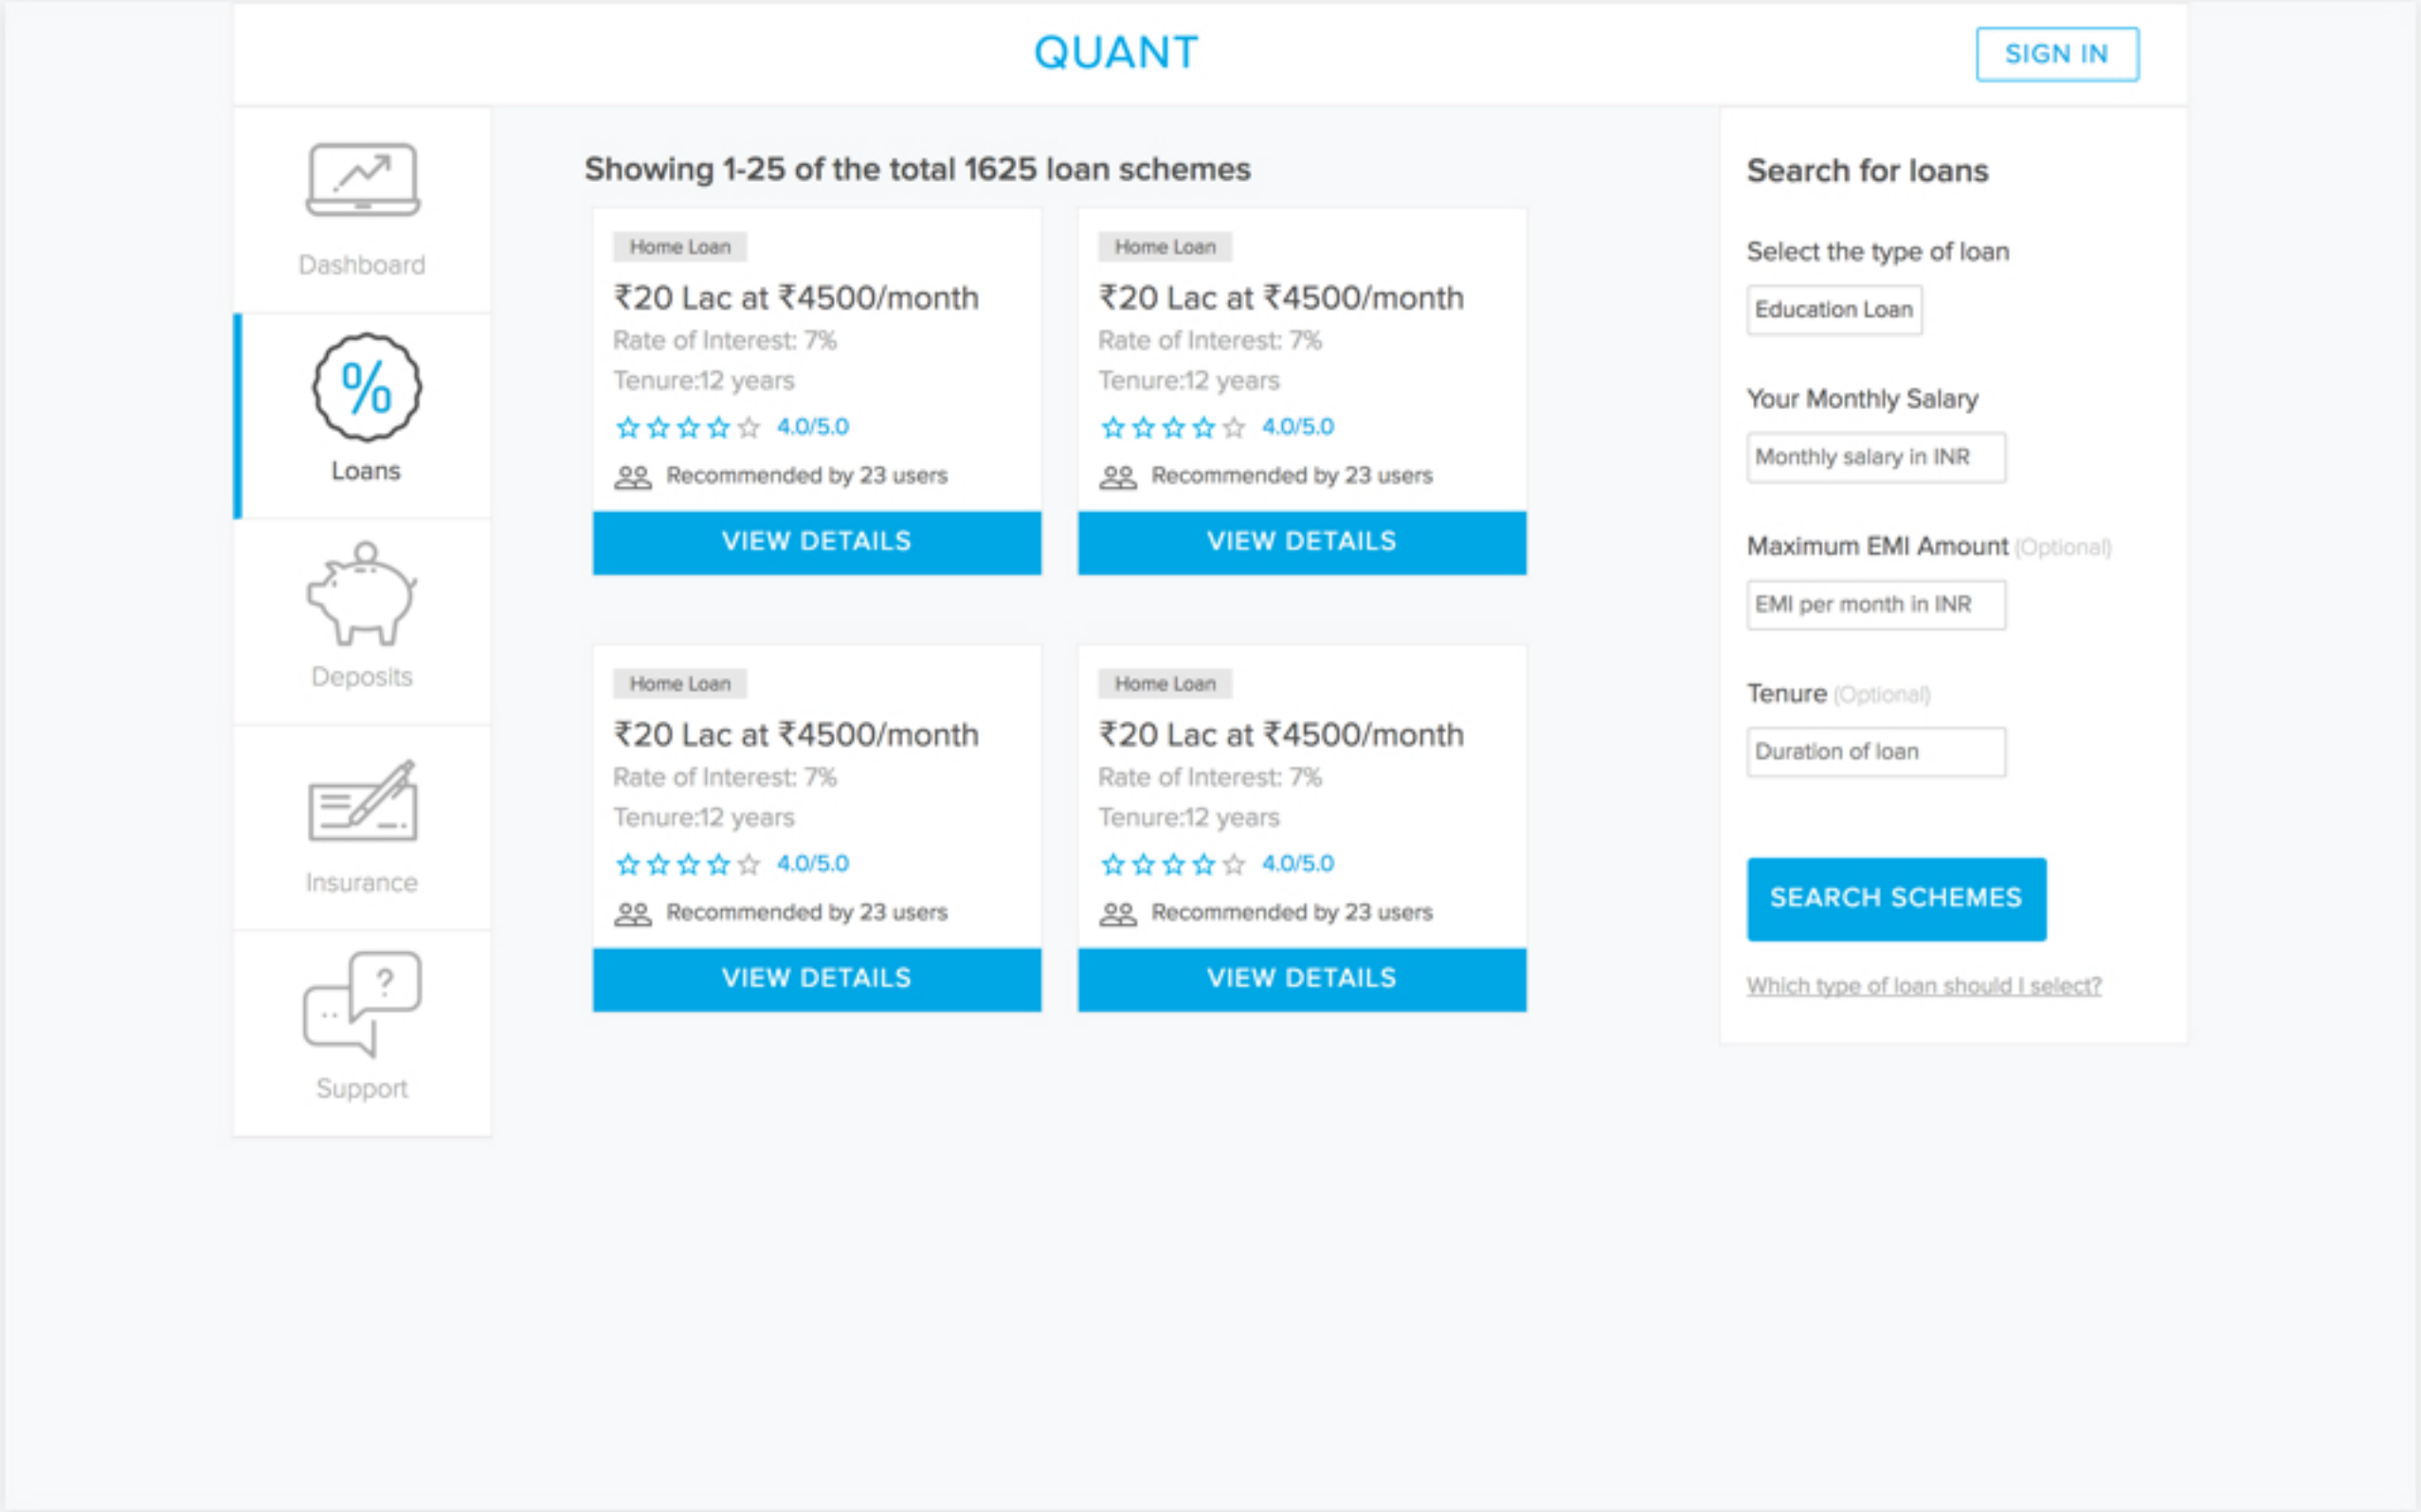 QUANT
SIGN IN
Dashboard
Loans
Deposits
Insurance
Support
Showing 1-25 of the total 1625 loan schemes
Home Loan
₹20 Lac at ₹4500/month
Rate of Interest: 7%
Tenure:12 years
4.0/5.0
Recommended by 23 users
VIEW DETAILS
Home Loan
₹20 Lac at ₹4500/month
Rate of Interest: 7%
Tenure:12 years
4.0/5.0
Recommended by 23 users
VIEW DETAILS
Home Loan
₹20 Lac at ₹4500/month
Rate of Interest: 7%
Tenure:12 years
4.0/5.0
Recommended by 23 users
VIEW DETAILS
Home Loan
₹20 Lac at ₹4500/month
Rate of Interest: 7%
Tenure:12 years
4.0/5.0
Recommended by 23 users
VIEW DETAILS
Search for loans
Select the type of loan
Education Loan
Your Monthly Salary
Monthly salary in INR
Maximum EMI Amount (Optional)
EMI per month in INR
Tenure (Optional)
Duration of loan
SEARCH SCHEMES
Which type of loan should I select?